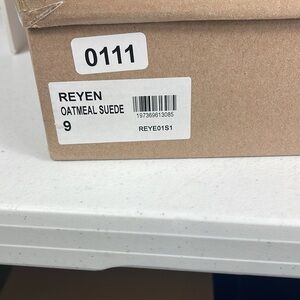 0111
REYEN
OATMEAL SUEDE
9
197369613085
REYE01S1